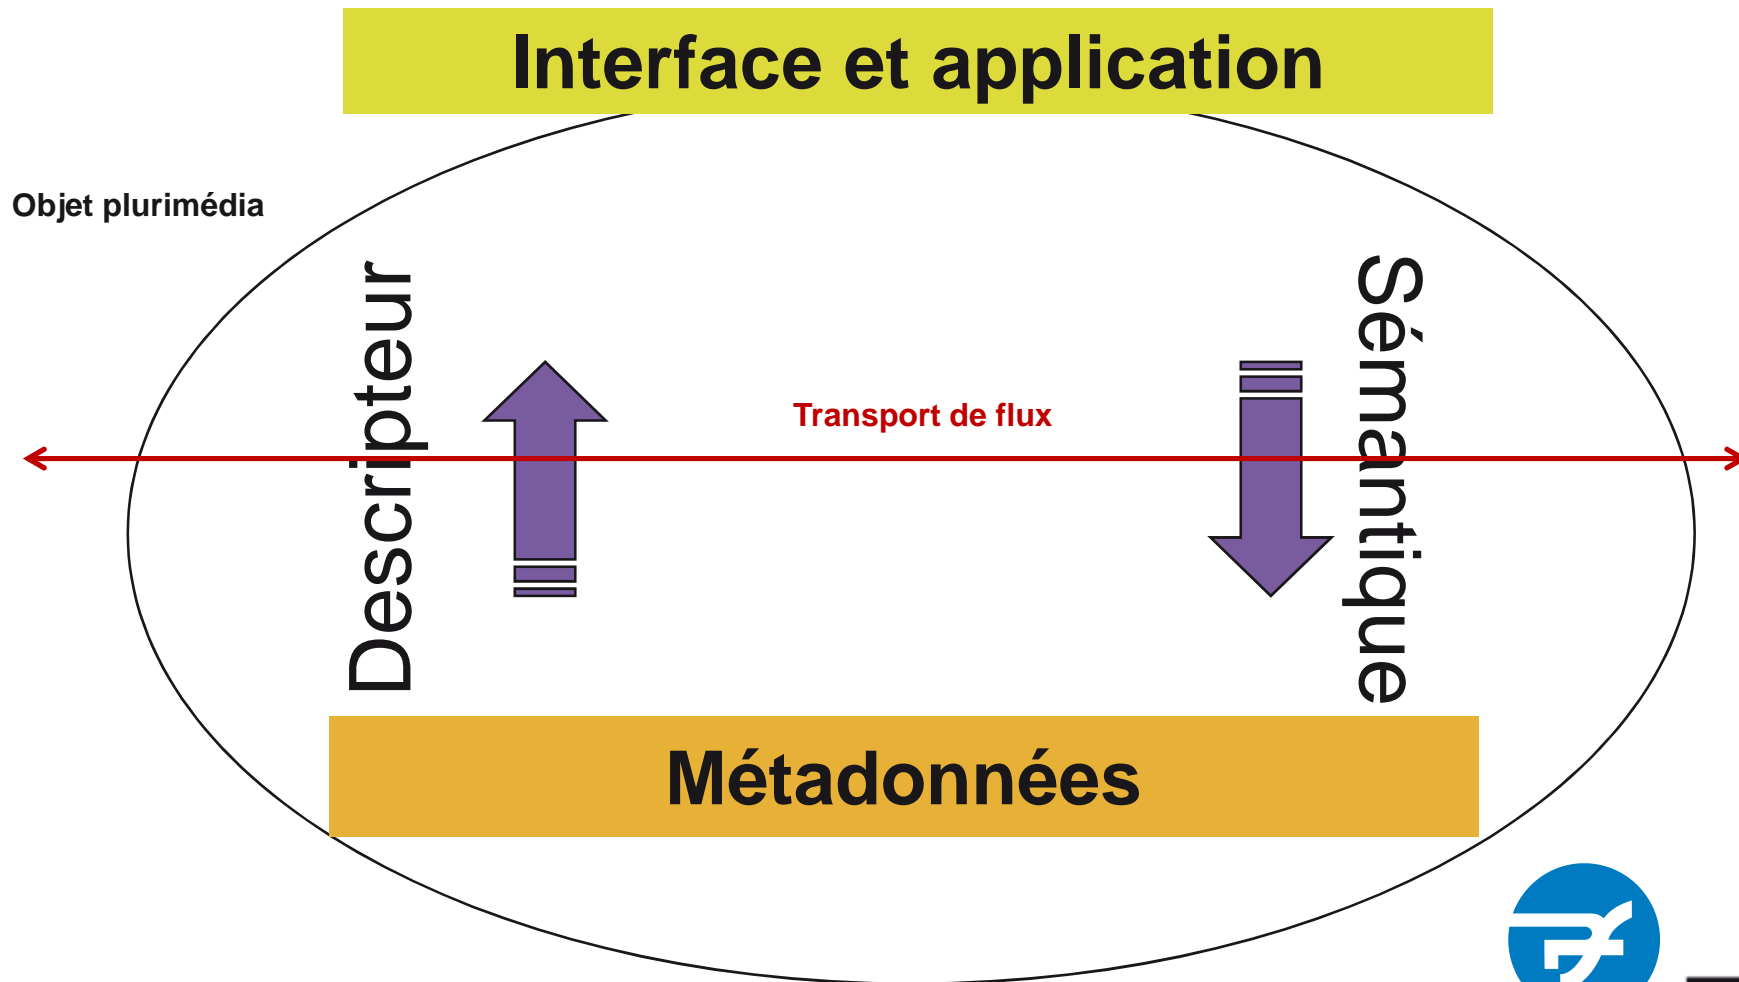 Interface et application
Objet plurimédia
Descripteur
Transport de flux
Sémantique
Métadonnées